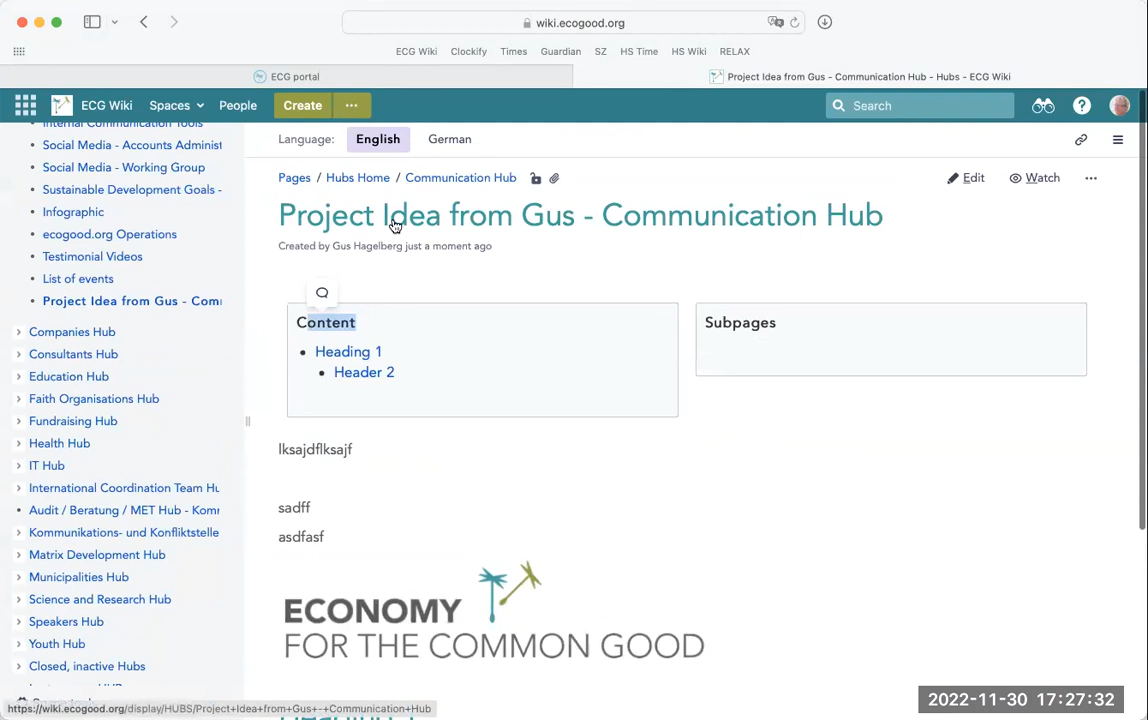 wiki.ecogood.org
ECG Wiki Clockify Times Guardian SZ HS Time HS Wiki RELAX
ECG portal
Project Idea from Gus - Communication Hub - Hubs - ECG Wiki
ECG Wiki Spaces People Create ... Search
Internal Communication Tools
Social Media - Accounts Administ
Social Media - Working Group
Sustainable Development Goals -
Infographic
ecogood.org Operations
Testimonial Videos
List of events
Project Idea from Gus - Com
Companies Hub
Consultants Hub
Education Hub
Faith Organisations Hub
Fundraising Hub
Health Hub
IT Hub
International Coordination Team Hu
Audit / Beratung / MET Hub - Komr
Kommunikations- und Konfliktstelle
Matrix Development Hub
Municipalities Hub
Science and Research Hub
Speakers Hub
Youth Hub
Closed, inactive Hubs
Language: English German
Pages / Hubs Home / Communication Hub
Edit Watch ...
Project Idea from Gus - Communication Hub
Created by Gus Hagelberg just a moment ago
Content
Heading 1
Header 2
Subpages
lksajdflksajf
sadff
asdfasf
ECONOMY
FOR THE COMMON GOOD
Heading 1
https://wiki.ecogood.org/display/HUBS/Project+Idea+from+Gus+-+Communication+Hub
2022-11-30 17:27:32